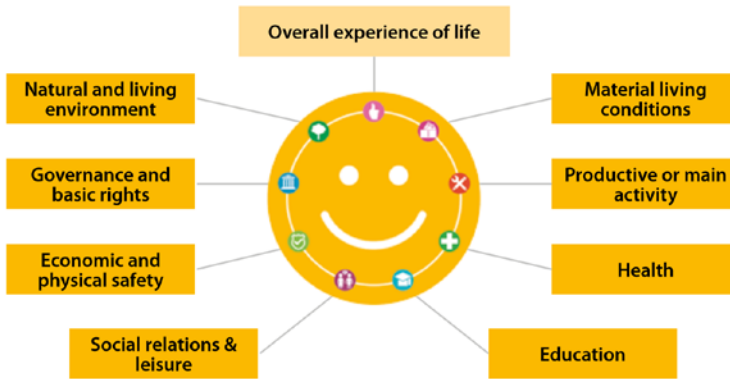 Overall experience of life
Natural and living
environment
Material living
conditions
Governance and
basic rights
Productive or main
activity
Economic and
physical safety
Health
Social relations &
leisure
Education